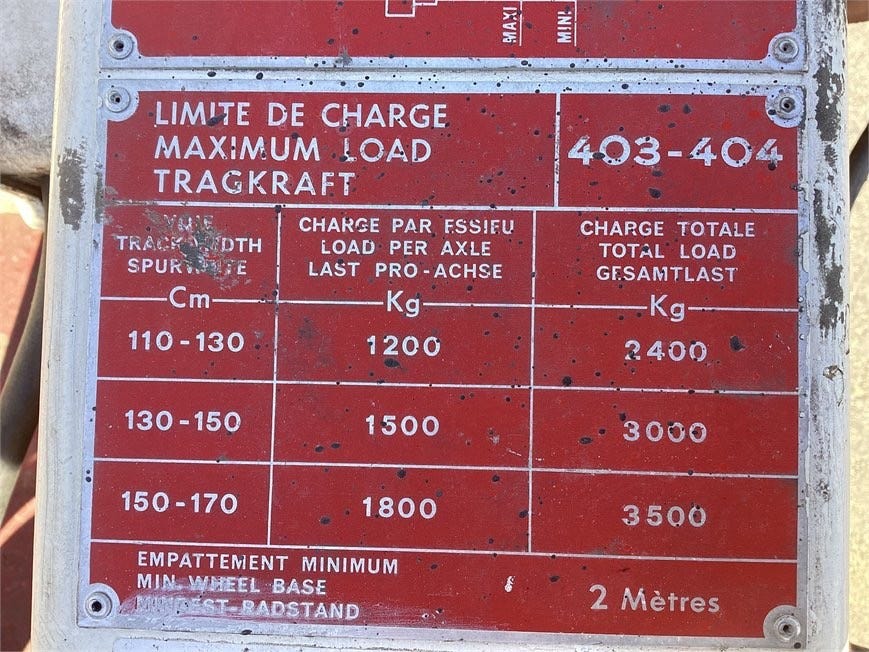 MAXI
MINI
LIMITE DE CHARGE
MAXIMUM LOAD
TRAGKRAFT
403-404
VOIE
TRACK WIDTH
SPURWEITE
Cm
CHARGE PAR ESSIEU
LOAD PER AXLE
LAST PRO-ACHSE
Kg
CHARGE TOTALE
TOTAL LOAD
GESAMTLAST
Kg
110-130
1200
2400
130-150
1500
3000
150-170
1800
3500
EMPATTEMENT MINIMUM
MIN. WHEEL BASE
MINDEST-RADSTAND
2 Mètres